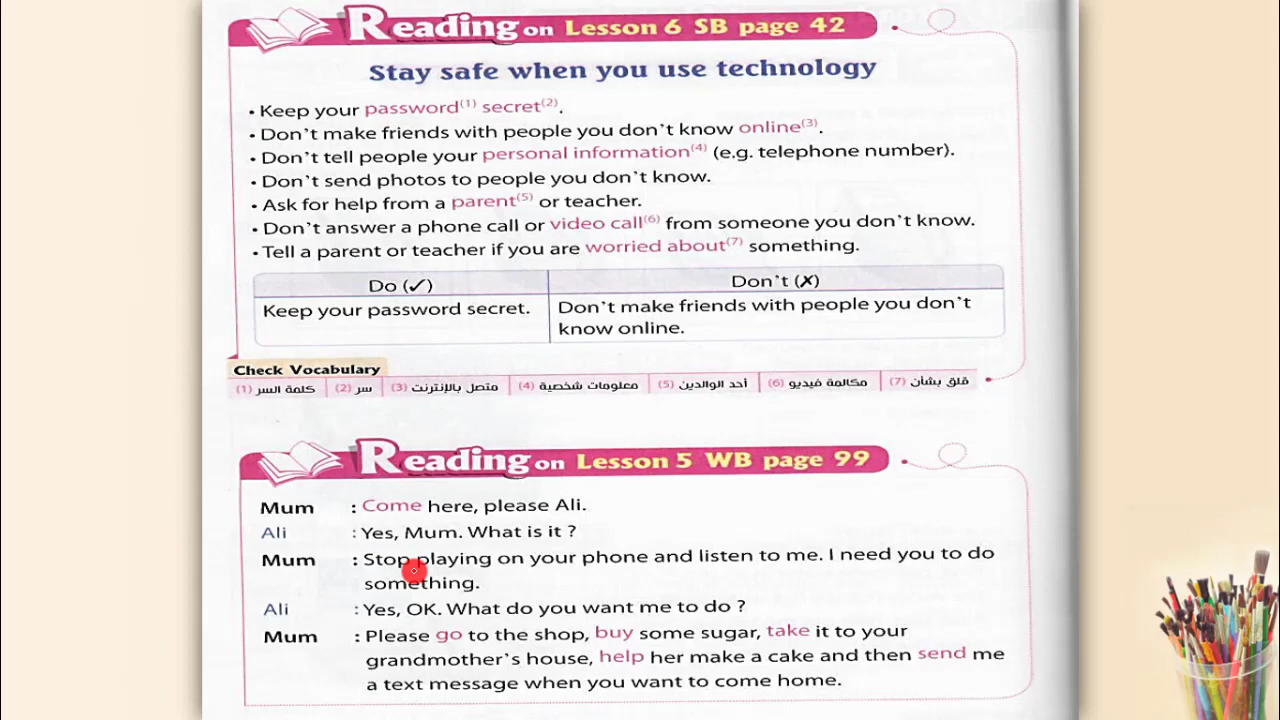 Reading on Lesson 6 SB page 42
Stay safe when you use technology
• Keep your password(1) secret(2).
• Don't make friends with people you don't know online(3).
• Don't tell people your personal information(4) (e.g. telephone number).
• Don't send photos to people you don't know.
• Ask for help from a parent(5) or teacher.
• Don't answer a phone call or video call(6) from someone you don't know.
• Tell a parent or teacher if you are worried about(7) something.
Do (✓) Don't (✗)
Keep your password secret. Don't make friends with people you don't
know online.
Check Vocabulary
(1) كلمة السر (2) سر (3) متصل بالإنترنت (4) معلومات شخصية (5) أحد الوالدين (6) مكالمة فيديو (7) قلق بشأن
Reading on Lesson 5 WB page 99
Mum : Come here, please Ali.
Ali : Yes, Mum. What is it ?
Mum : Stop playing on your phone and listen to me. I need you to do
something.
Ali : Yes, OK. What do you want me to do ?
Mum : Please go to the shop, buy some sugar, take it to your
grandmother's house, help her make a cake and then send me
a text message when you want to come home.